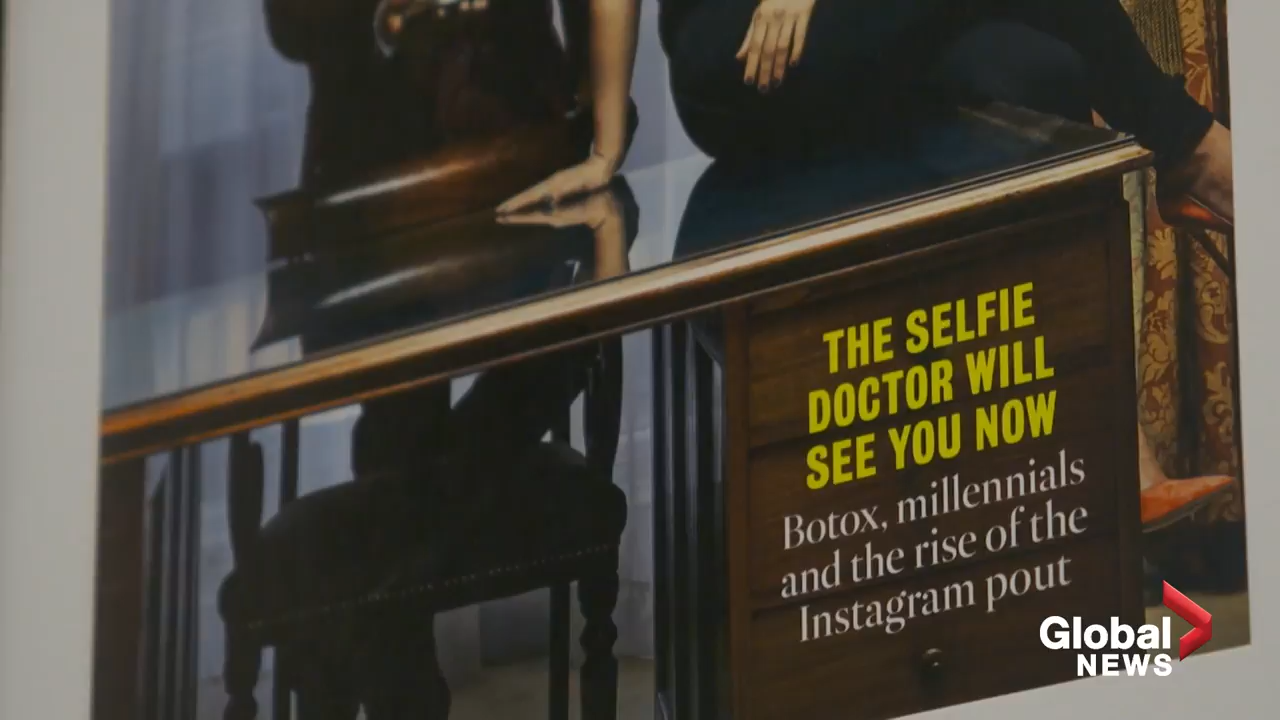 THE SELFIE
DOCTOR WILL
SEE YOU NOW
Botox, millennials
and the rise of the
Instagram pout
Global
NEWS